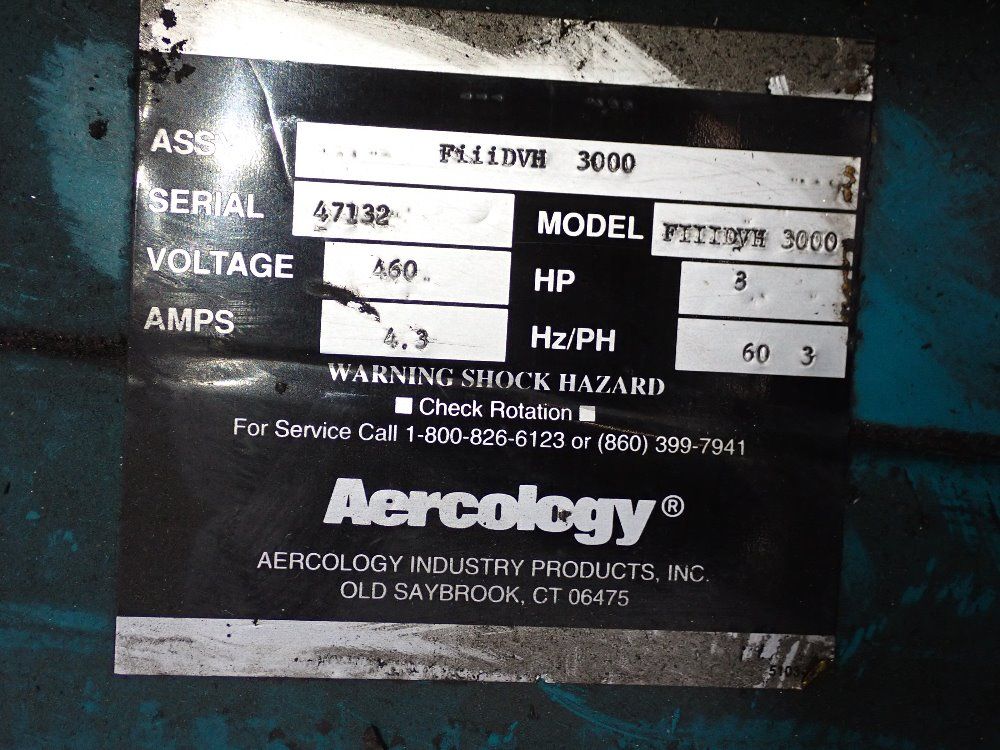 FiiiDVH 3000
SERIAL 47132 MODEL FIIIDVH 3000
VOLTAGE 460 HP 3
AMPS 4.3 Hz/PH 60 3
WARNING SHOCK HAZARD
Check Rotation
For Service Call 1-800-826-6123 or (860) 399-7941
Aercology®
AERCOLOGY INDUSTRY PRODUCTS, INC.
OLD SAYBROOK, CT 06475